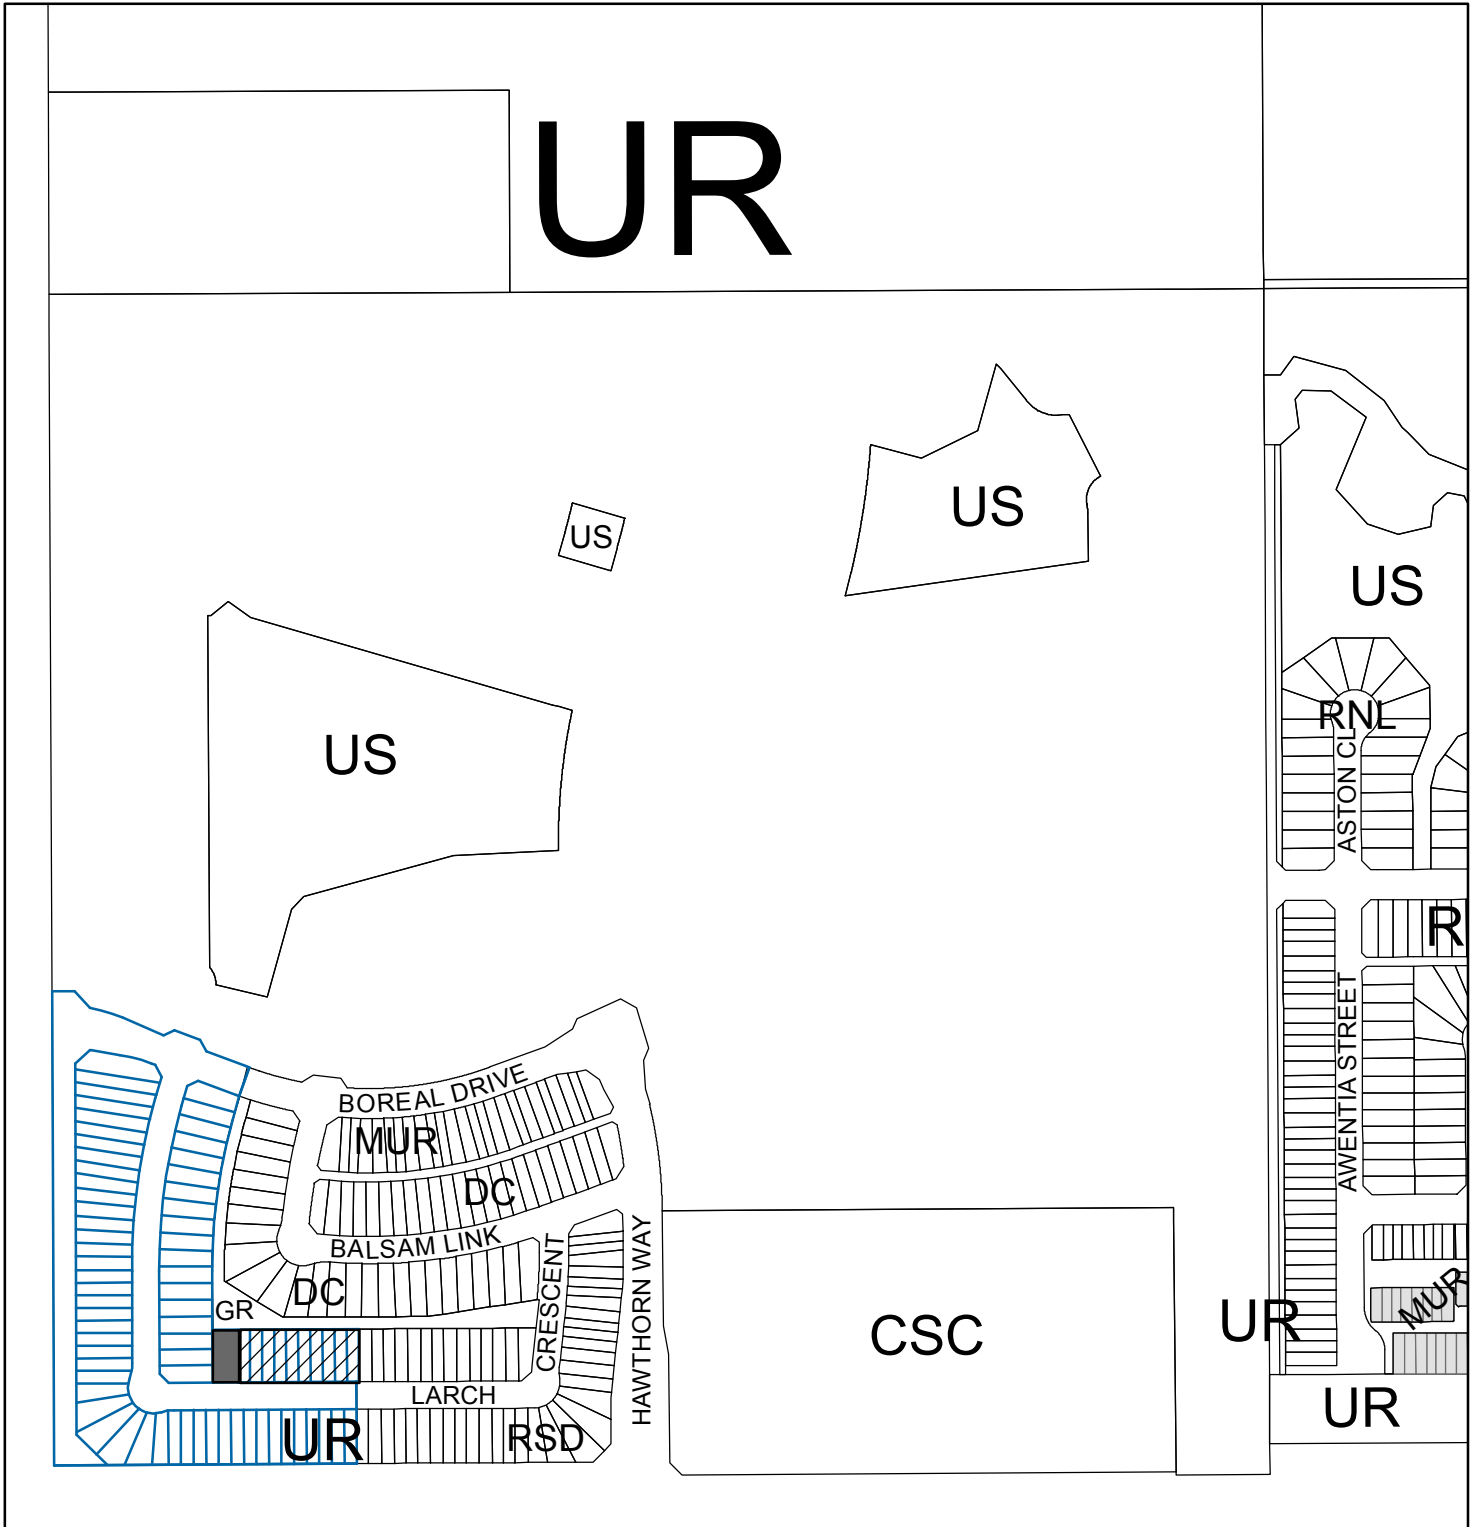 UR
US
US
US
US
RNL
ASTON CL
R
AWENTIA STREET
BOREAL DRIVE
MUR
DC
BALSAM LINK
DC
GR
CRESCENT
HAWTHORN WAY
LARCH
UR
RSD
CSC
UR
MUR
UR